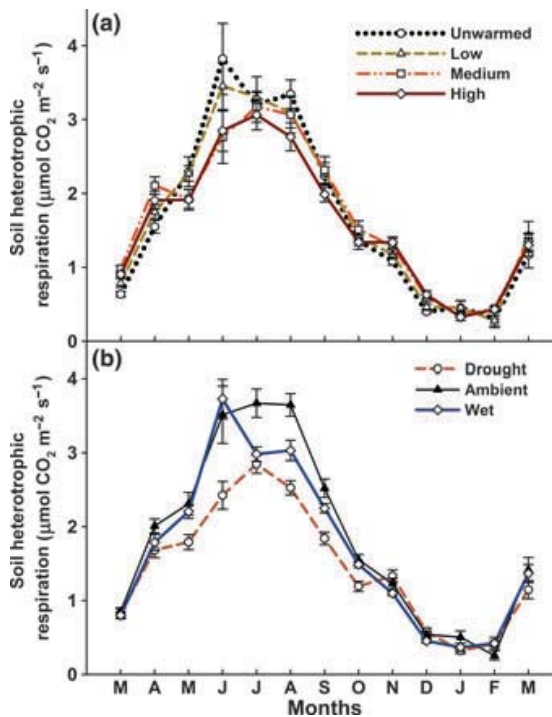 (a)
Unwarmed
Low
Medium
High
Soil heterotrophic
respiration (μmol CO₂ m⁻² s⁻¹)
4
3
2
1
0
(b)
Drought
Ambient
Wet
Soil heterotrophic
respiration (μmol CO₂ m⁻² s⁻¹)
4
3
2
1
0
M A M J J A S O N D J F M
Months